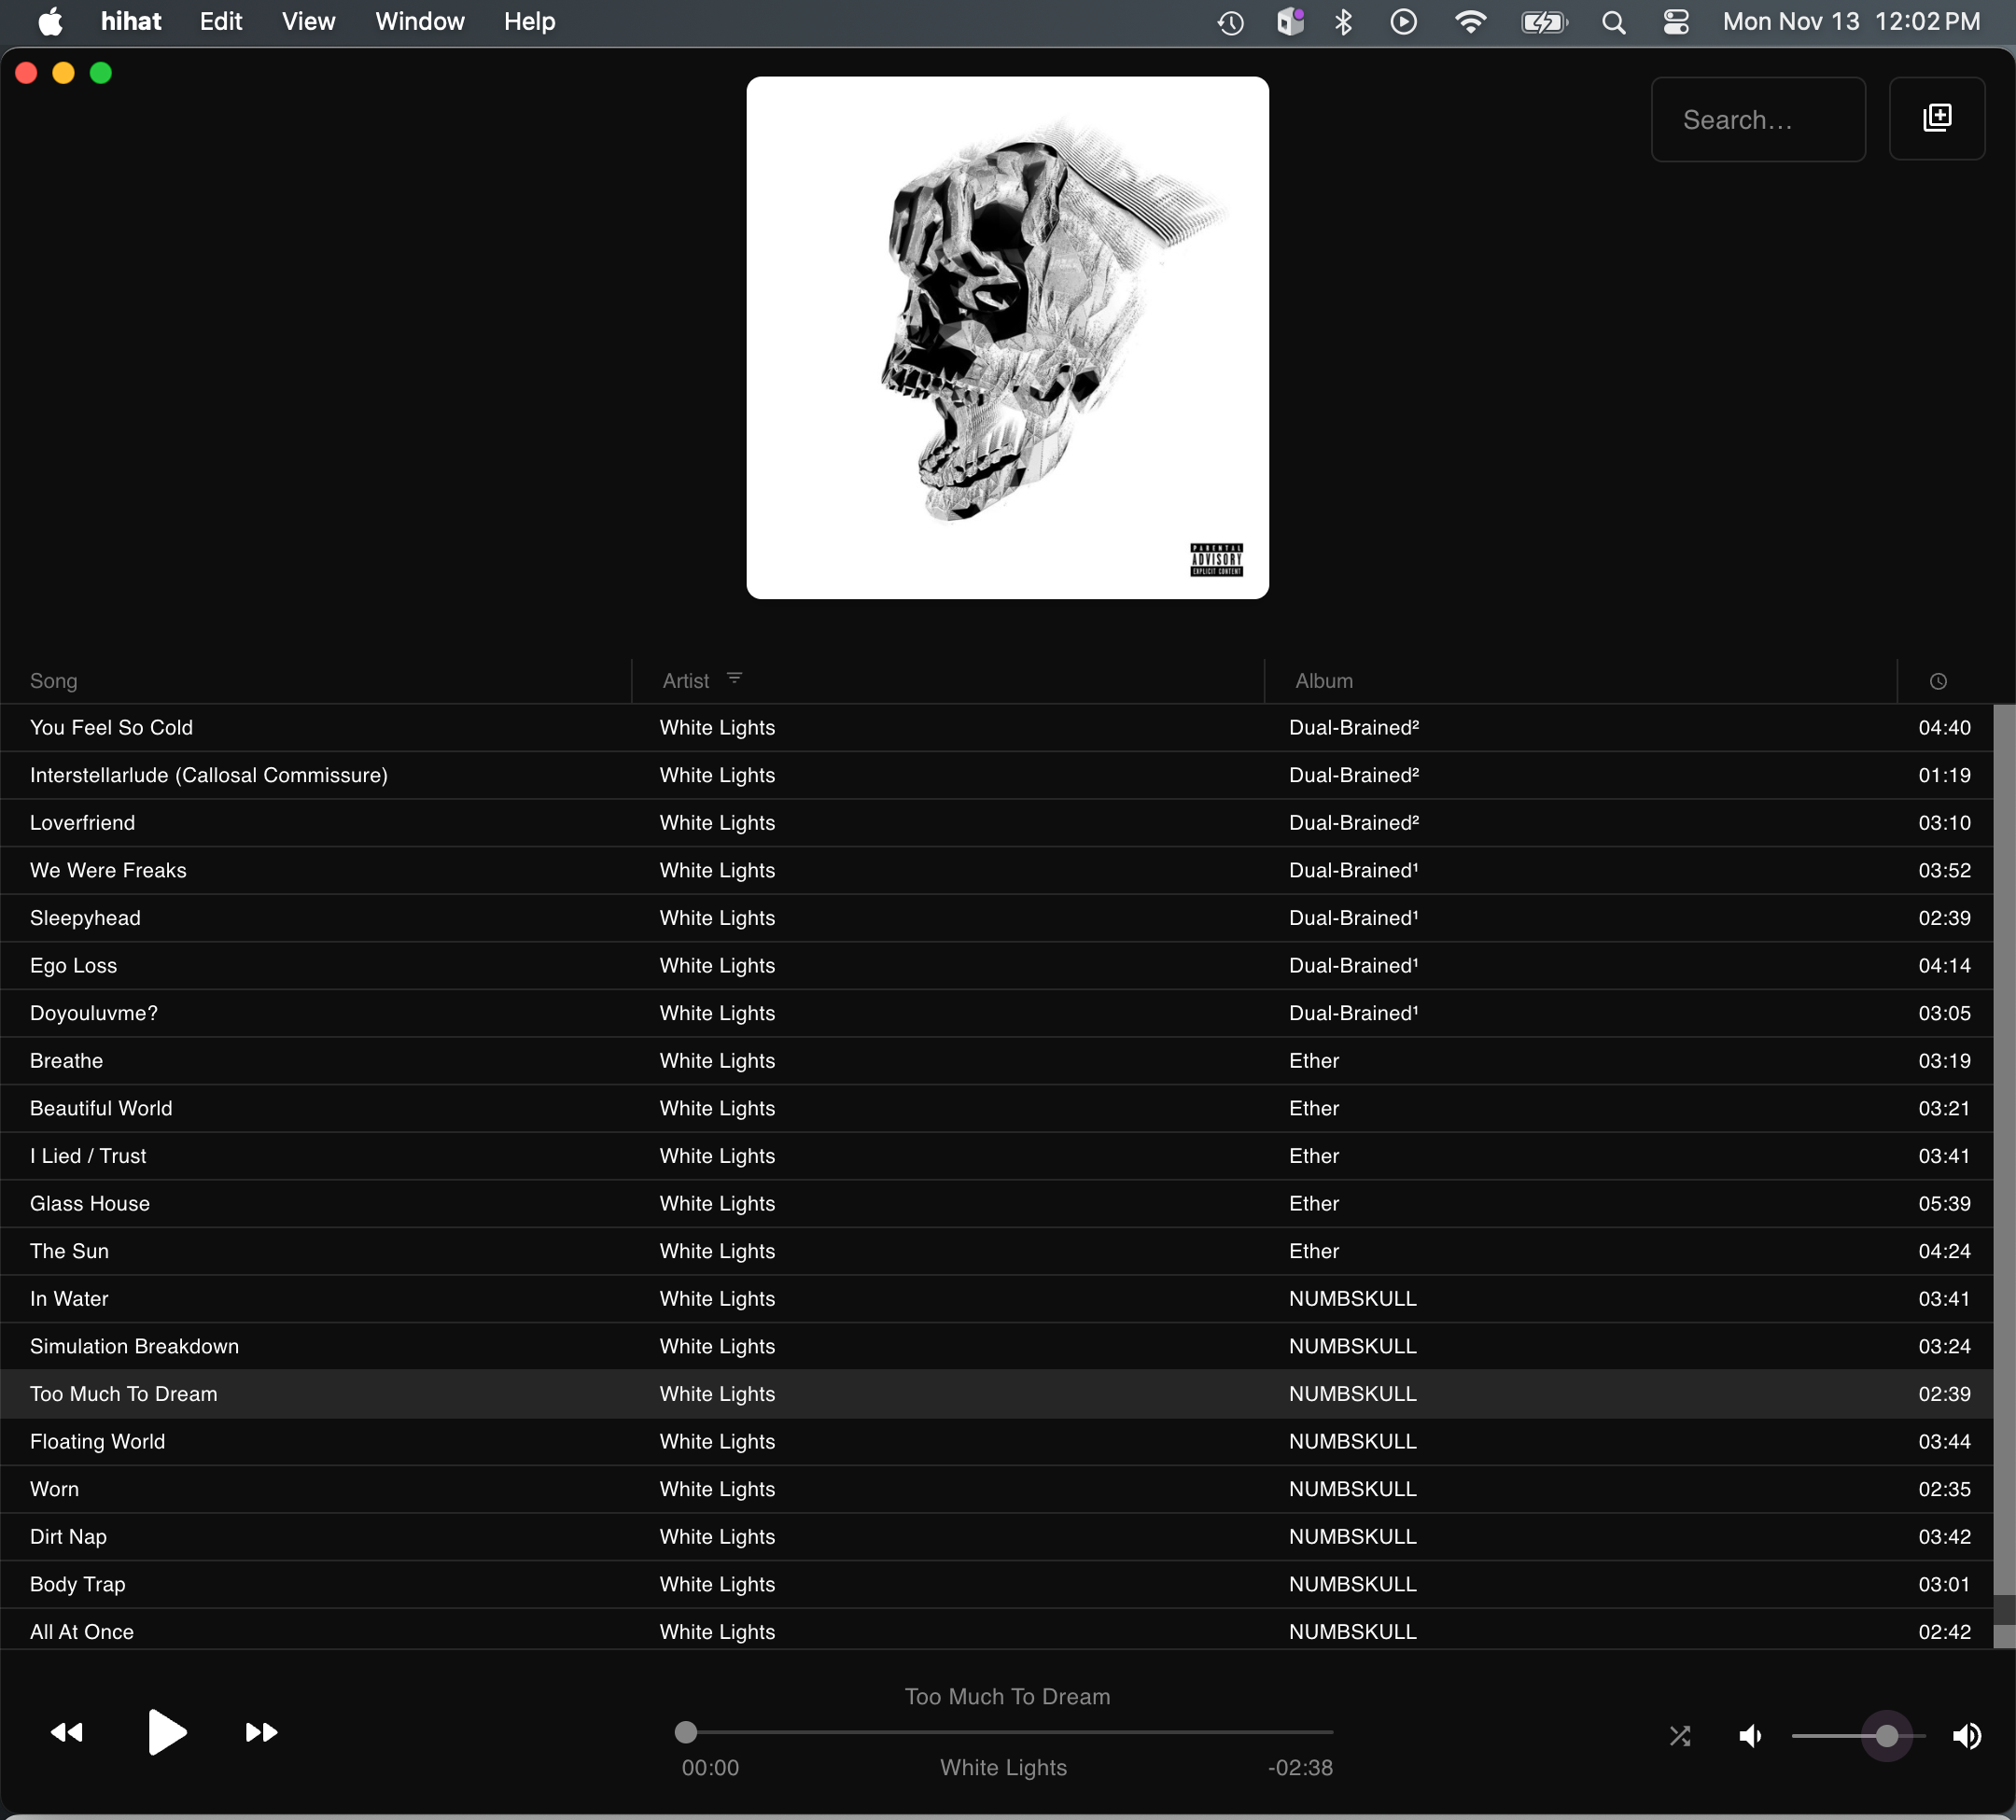 hihat Edit View Window Help Mon Nov 13 12:02 PM
Search...
PARENTAL
ADVISORY
EXPLICIT CONTENT
Song Artist Album
You Feel So Cold White Lights Dual-Brained² 04:40
Interstellarlude (Callosal Commissure) White Lights Dual-Brained² 01:19
Loverfriend White Lights Dual-Brained² 03:10
We Were Freaks White Lights Dual-Brained¹ 03:52
Sleepyhead White Lights Dual-Brained¹ 02:39
Ego Loss White Lights Dual-Brained¹ 04:14
Doyouluvme? White Lights Dual-Brained¹ 03:05
Breathe White Lights Ether 03:19
Beautiful World White Lights Ether 03:21
I Lied / Trust White Lights Ether 03:41
Glass House White Lights Ether 05:39
The Sun White Lights Ether 04:24
In Water White Lights NUMBSKULL 03:41
Simulation Breakdown White Lights NUMBSKULL 03:24
Too Much To Dream White Lights NUMBSKULL 02:39
Floating World White Lights NUMBSKULL 03:44
Worn White Lights NUMBSKULL 02:35
Dirt Nap White Lights NUMBSKULL 03:42
Body Trap White Lights NUMBSKULL 03:01
All At Once White Lights NUMBSKULL 02:42
Too Much To Dream
00:00 White Lights -02:38